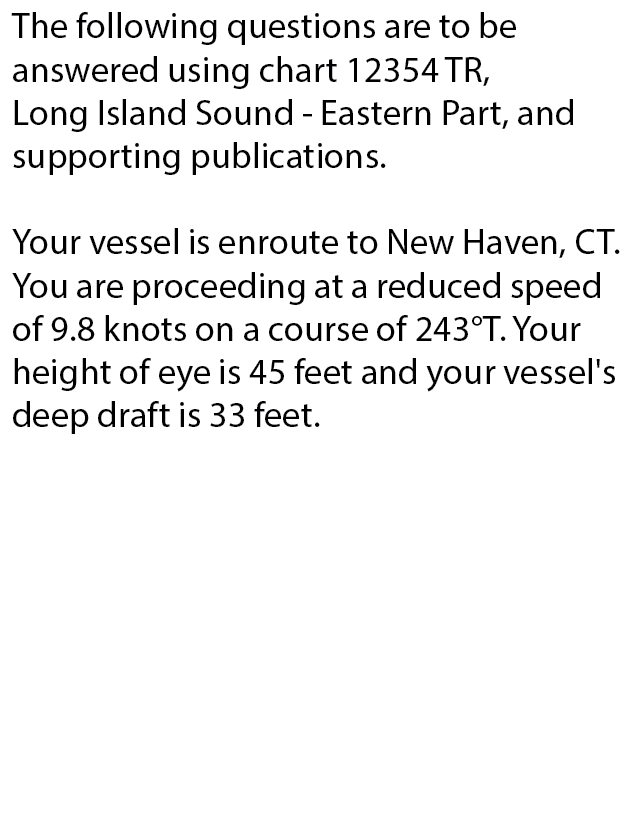 The following questions are to be
answered using chart 12354 TR,
Long Island Sound - Eastern Part, and
supporting publications.
Your vessel is enroute to New Haven, CT.
You are proceeding at a reduced speed
of 9.8 knots on a course of 243°T. Your
height of eye is 45 feet and your vessel's
deep draft is 33 feet.